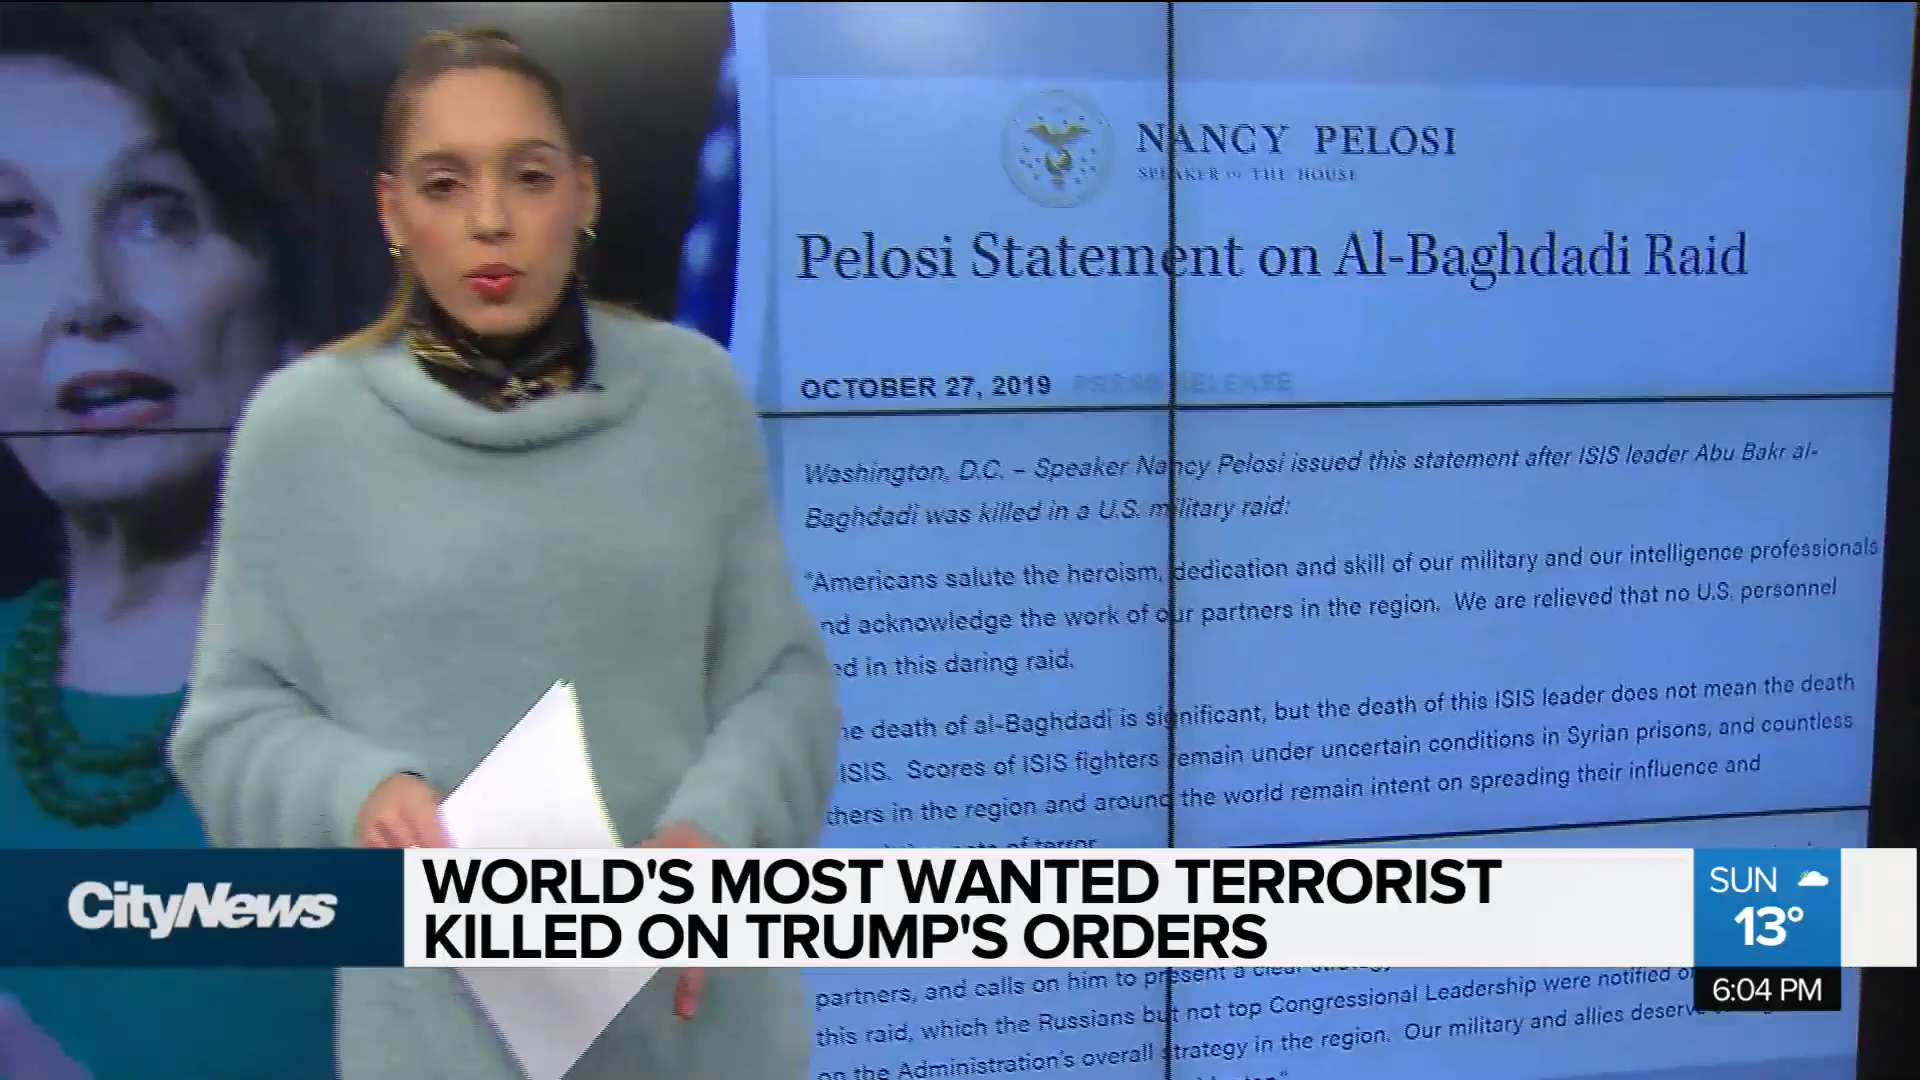 NANCY PELOSI
SPEAKER OF THE HOUSE
Pelosi Statement on Al-Baghdadi Raid
OCTOBER 27, 2019 PRESS RELEASE
Washington, D.C. – Speaker Nancy Pelosi issued this statement after ISIS leader Abu Bakr al-
Baghdadi was killed in a U.S. military raid:
"Americans salute the heroism, dedication and skill of our military and our intelligence professionals
nd acknowledge the work of our partners in the region. We are relieved that no U.S. personnel
ed in this daring raid.
he death of al-Baghdadi is significant, but the death of this ISIS leader does not mean the death
ISIS. Scores of ISIS fighters remain under uncertain conditions in Syrian prisons, and countless
thers in the region and around the world remain intent on spreading their influence and
of terror
CityNews
WORLD'S MOST WANTED TERRORIST
KILLED ON TRUMP'S ORDERS
SUN
13°
6:04 PM
partners, and calls on him to present a clear
this raid, which the Russians but not top Congressional Leadership were notified of
on the Administration's overall strategy in the region. Our military and allies deserve